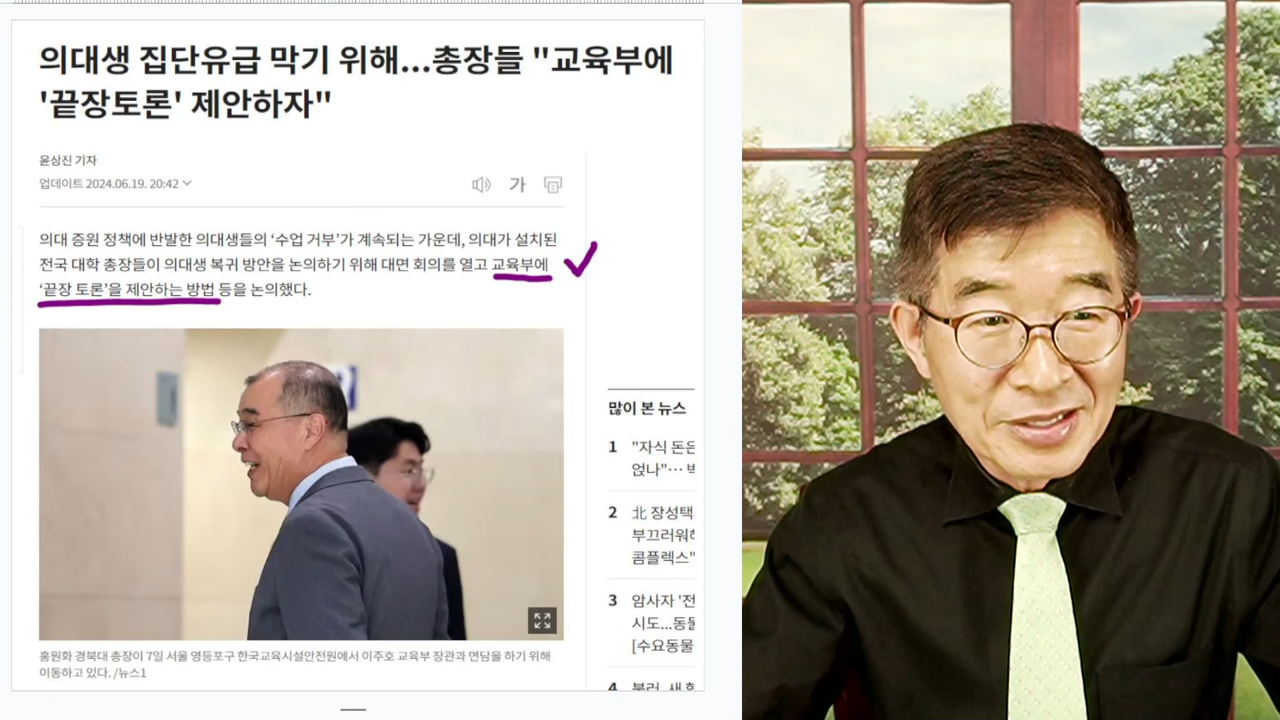 의대생 집단유급 막기 위해...총장들 "교육부에
'끝장토론' 제안하자"
윤상진 기자
업데이트 2024.06.19. 20:42
가
의대 증원 정책에 반발한 의대생들의 ‘수업 거부’가 계속되는 가운데, 의대가 설치된
전국 대학 총장들이 의대생 복귀 방안을 논의하기 위해 대면 회의를 열고 교육부에
‘끝장 토론’을 제안하는 방법 등을 논의했다.
홍원화 경북대 총장이 7일 서울 영등포구 한국교육시설안전원에서 이주호 교육부 장관과 면담을 하기 위해
이동하고 있다. /뉴스1
많이 본 뉴스
1 "자식 돈은
얹나"…
2 北 장성택
부끄러워
콤플렉스"
3 암사자 '전
시도...동물
[수요동물
4